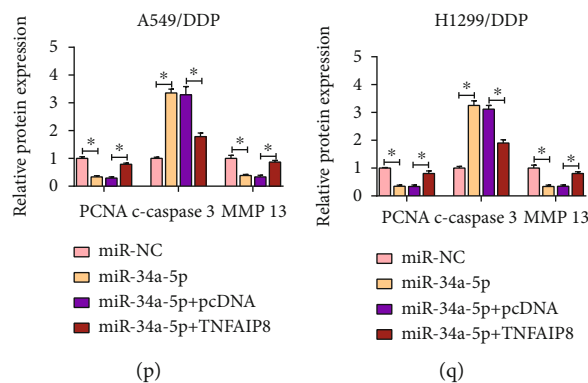 A549/DDP
Relative protein expression
5
4
3
2
1
0
* * * * * *
PCNA c-caspase 3 MMP 13
miR-NC
miR-34a-5p
miR-34a-5p+pcDNA
miR-34a-5p+TNFAIP8
(p)
H1299/DDP
Relative protein expression
5
4
3
2
1
0
* * * * * *
PCNA c-caspase 3 MMP 13
miR-NC
miR-34a-5p
miR-34a-5p+pcDNA
miR-34a-5p+TNFAIP8
(q)